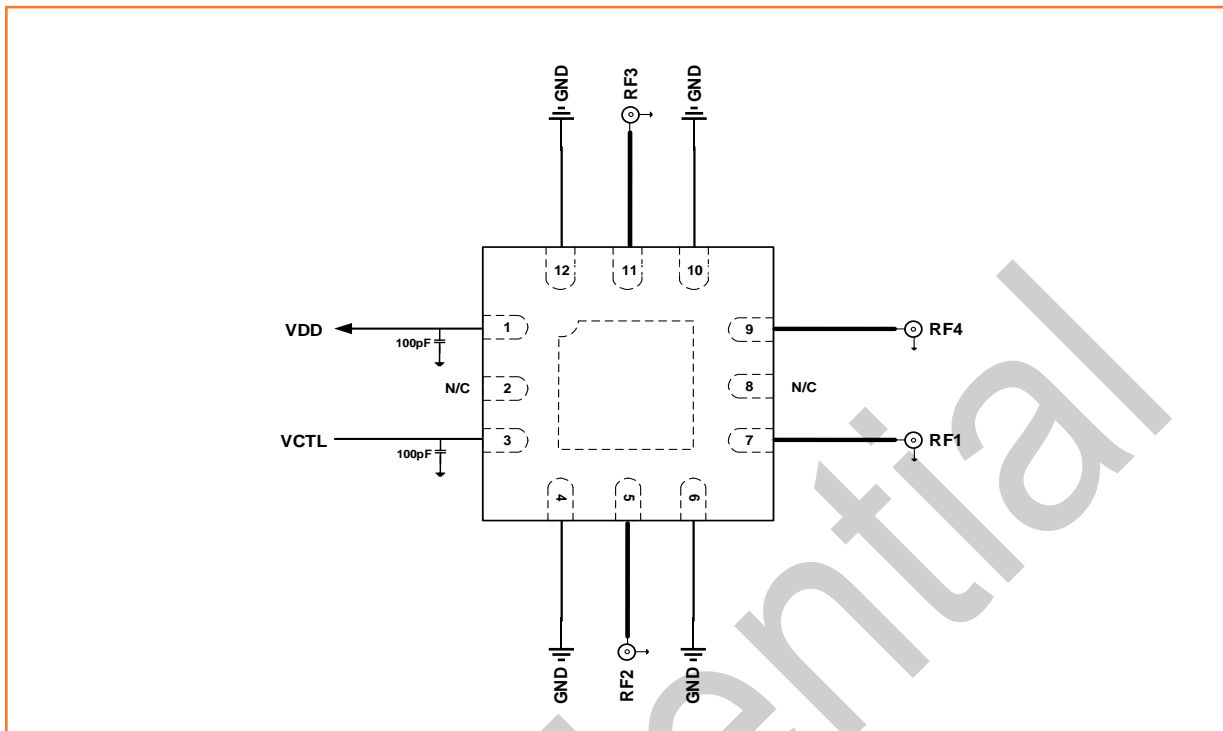 GND
RF3
GND
12
11
10
VDD
1
9
RF4
100pF
N/C
2
8
N/C
VCTL
3
7
RF1
100pF
4
5
6
GND
RF2
GND
ential